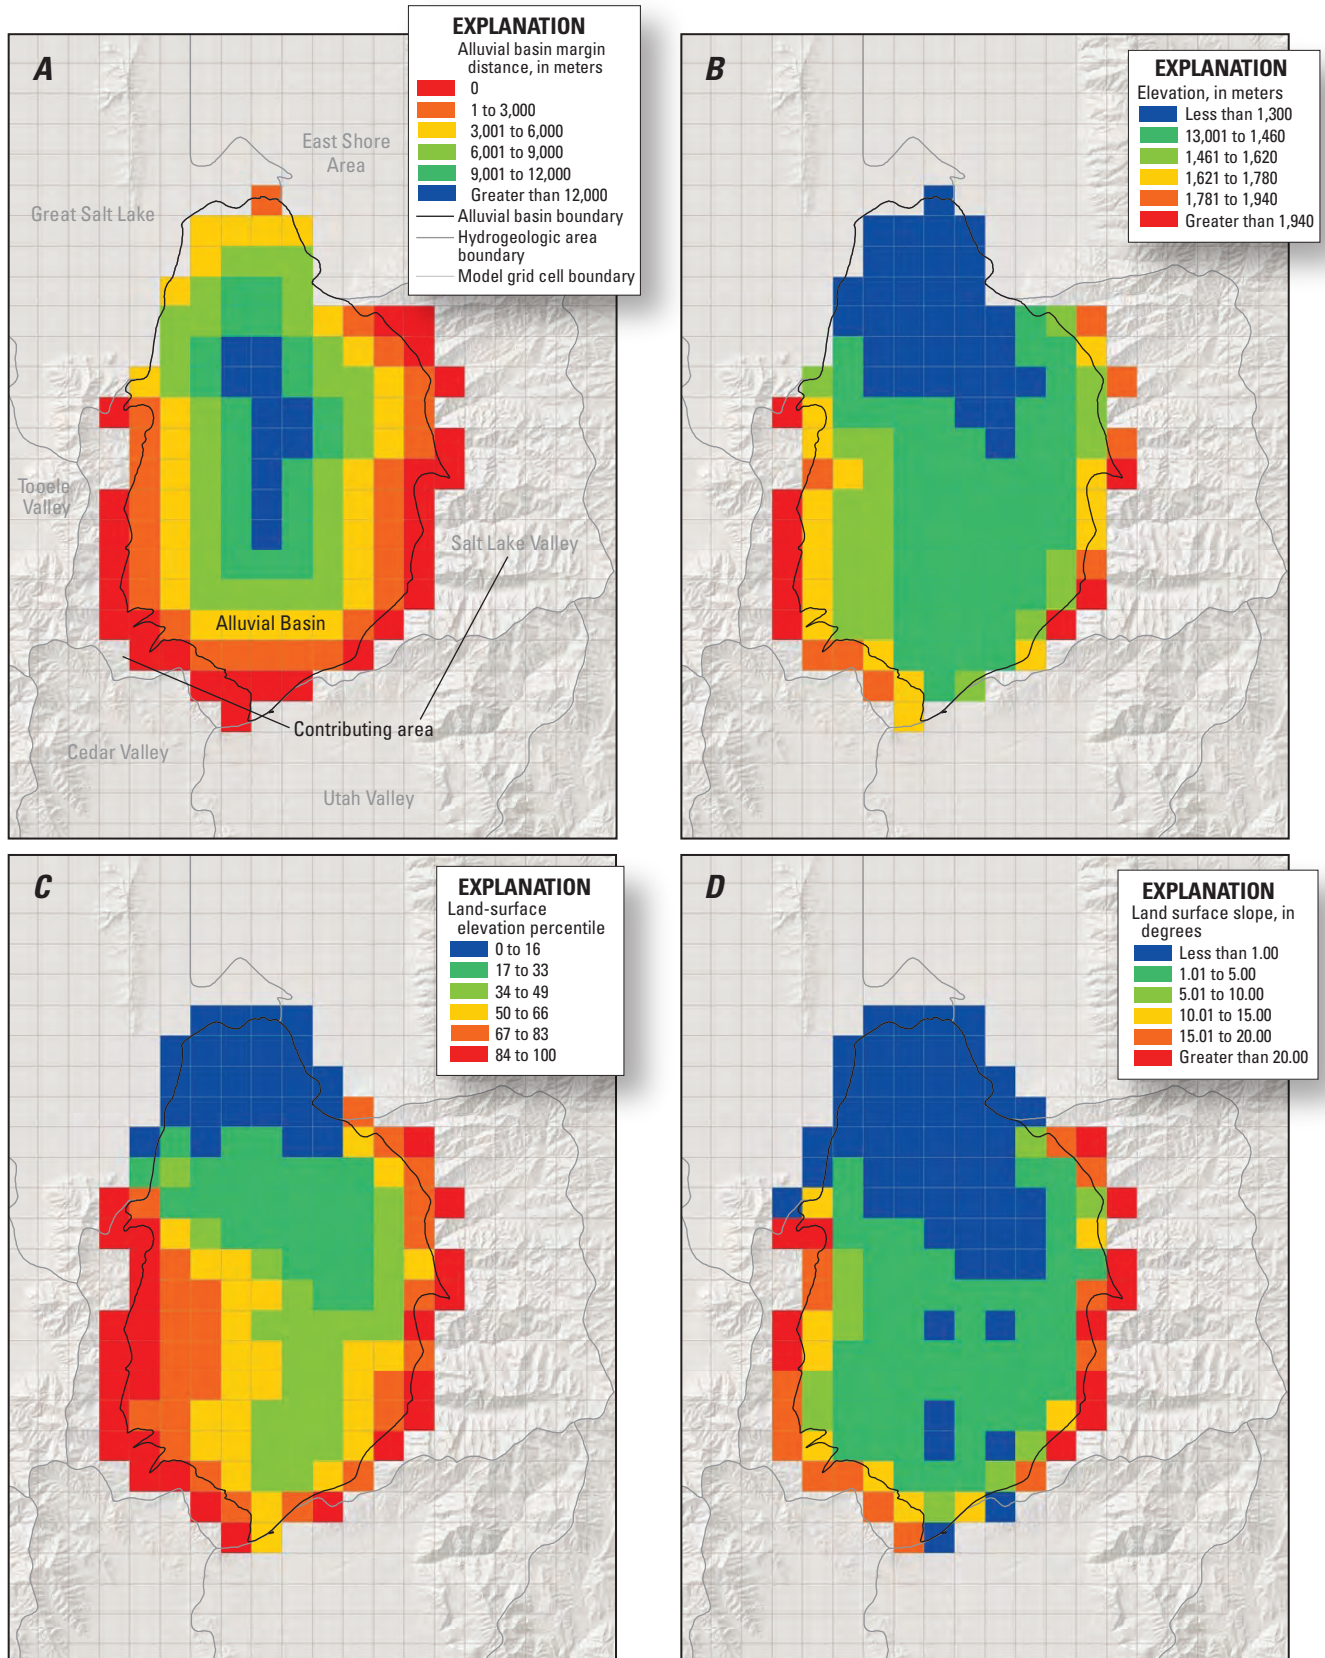 A
EXPLANATION
Alluvial basin margin
distance, in meters
0
1 to 3,000
3,001 to 6,000
6,001 to 9,000
9,001 to 12,000
Greater than 12,000
Alluvial basin boundary
Hydrogeologic area
boundary
Model grid cell boundary
East Shore
Area
Great Salt Lake
Tooele
Valley
Salt Lake Valley
Alluvial Basin
Contributing area
Cedar Valley
Utah Valley
B
EXPLANATION
Elevation, in meters
Less than 1,300
13,001 to 1,460
1,461 to 1,620
1,621 to 1,780
1,781 to 1,940
Greater than 1,940
C
EXPLANATION
Land-surface
elevation percentile
0 to 16
17 to 33
34 to 49
50 to 66
67 to 83
84 to 100
D
EXPLANATION
Land surface slope, in
degrees
Less than 1.00
1.01 to 5.00
5.01 to 10.00
10.01 to 15.00
15.01 to 20.00
Greater than 20.00